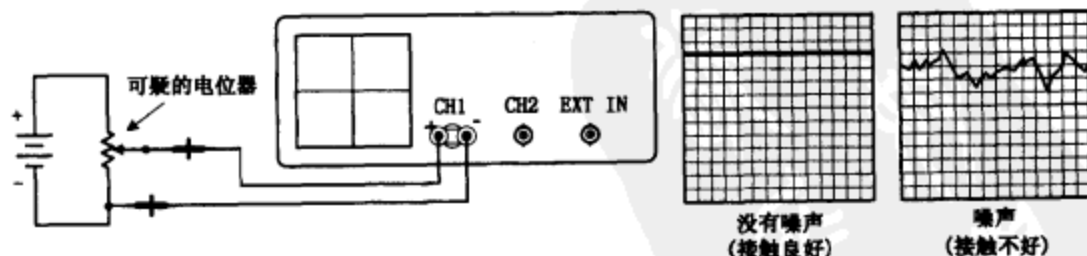 可疑的电位器
CH1 CH2 EXT IN
+ -
+
-
没有噪声
(接触良好)
噪声
(接触不好)